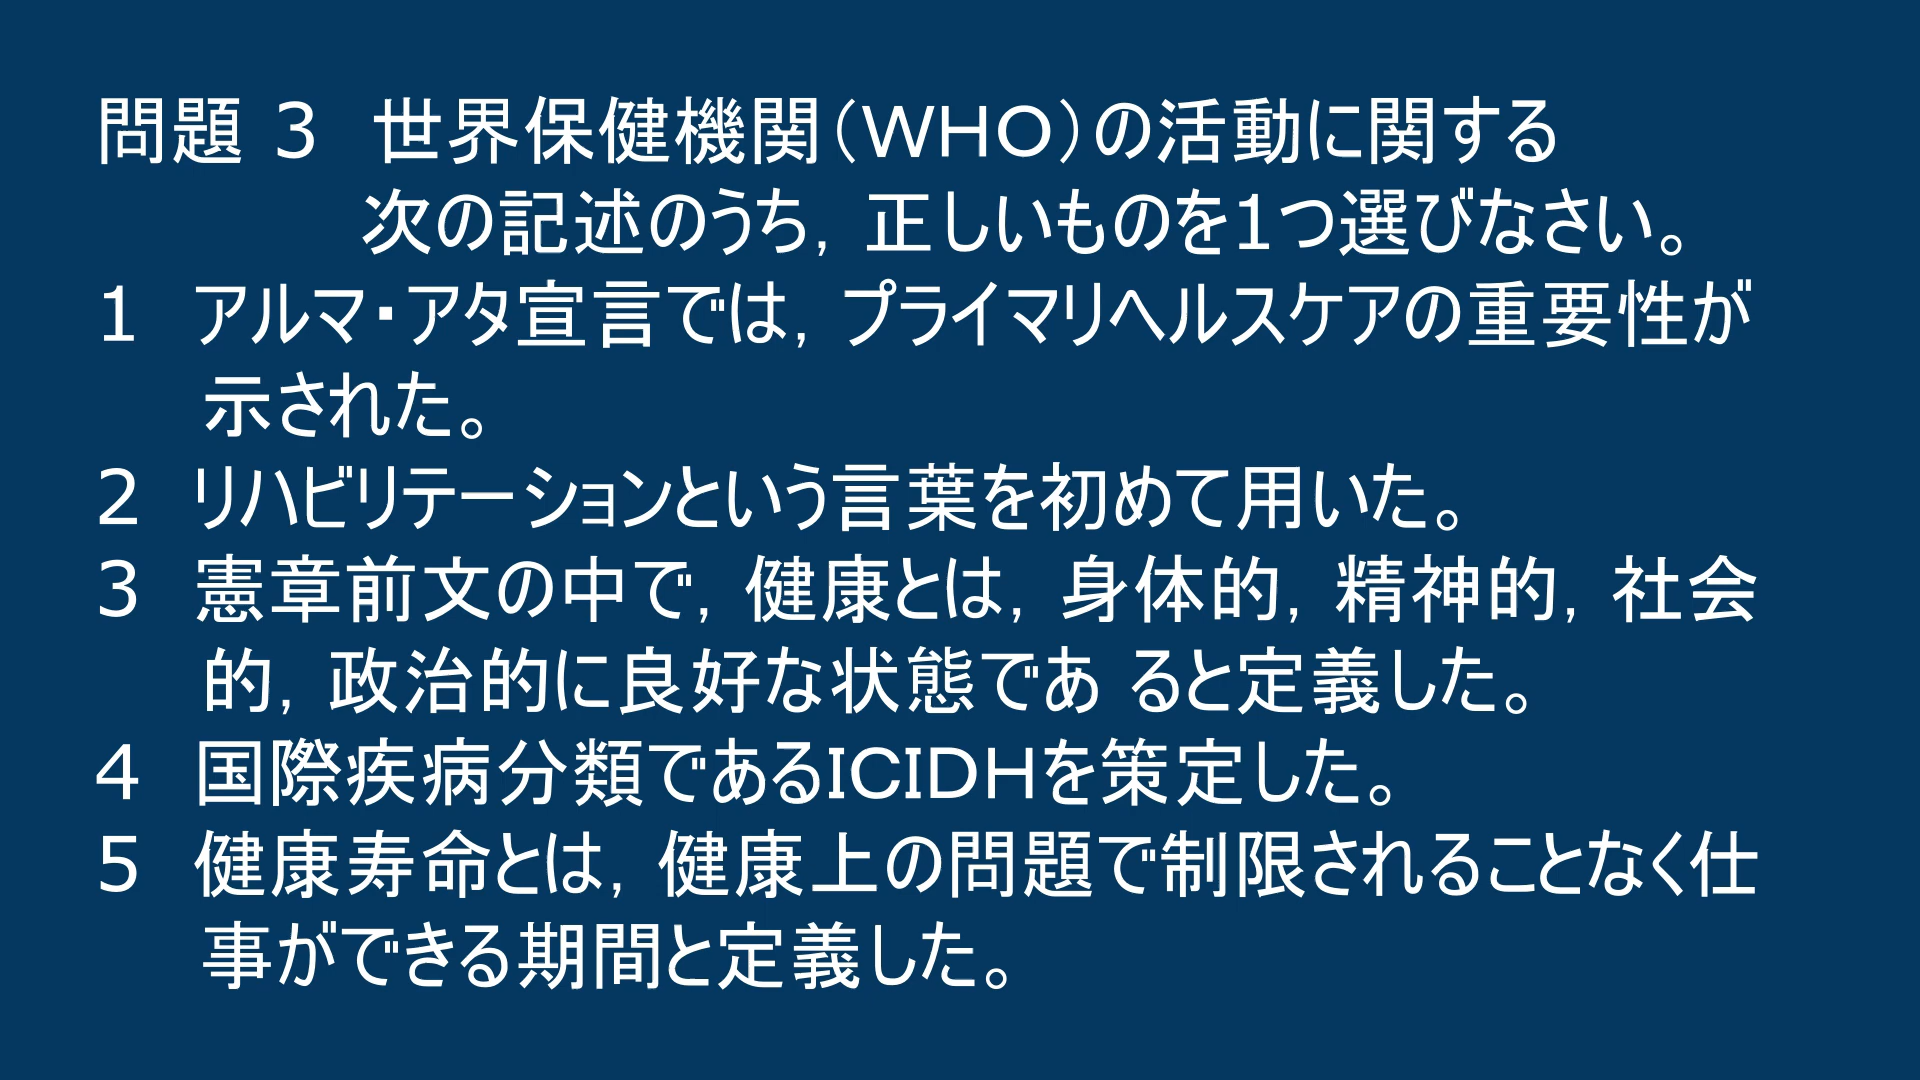 問題 3　世界保健機関（WHO）の活動に関する
次の記述のうち，正しいものを1つ選びなさい。
1　アルマ・アタ宣言では，プライマリヘルスケアの重要性が
示された。
2　リハビリテーションという言葉を初めて用いた。
3　憲章前文の中で，健康とは，身体的，精神的，社会
的，政治的に良好な状態であ ると定義した。
4　国際疾病分類であるICIDHを策定した。
5　健康寿命とは，健康上の問題で制限されることなく仕
事ができる期間と定義した。